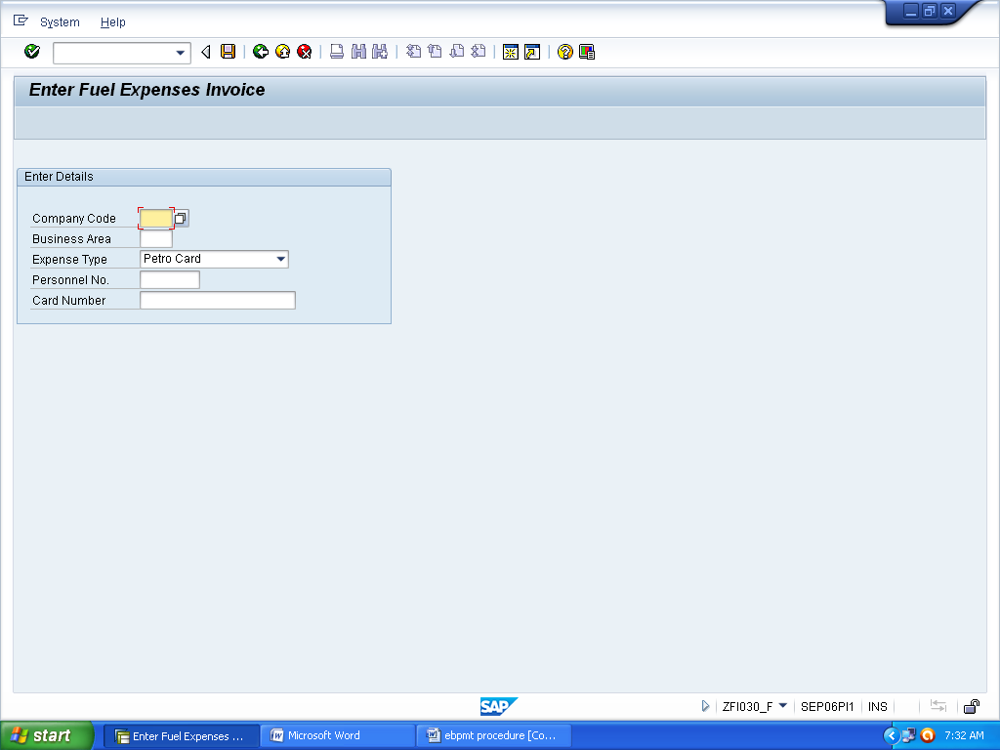 System Help
Enter Fuel Expenses Invoice
Enter Details
Company Code
Business Area
Expense Type Petro Card
Personnel No.
Card Number
SAP ZFI030_F SEP06PI1 INS
start Enter Fuel Expenses ... Microsoft Word ebpmt procedure [Co... 7:32 AM